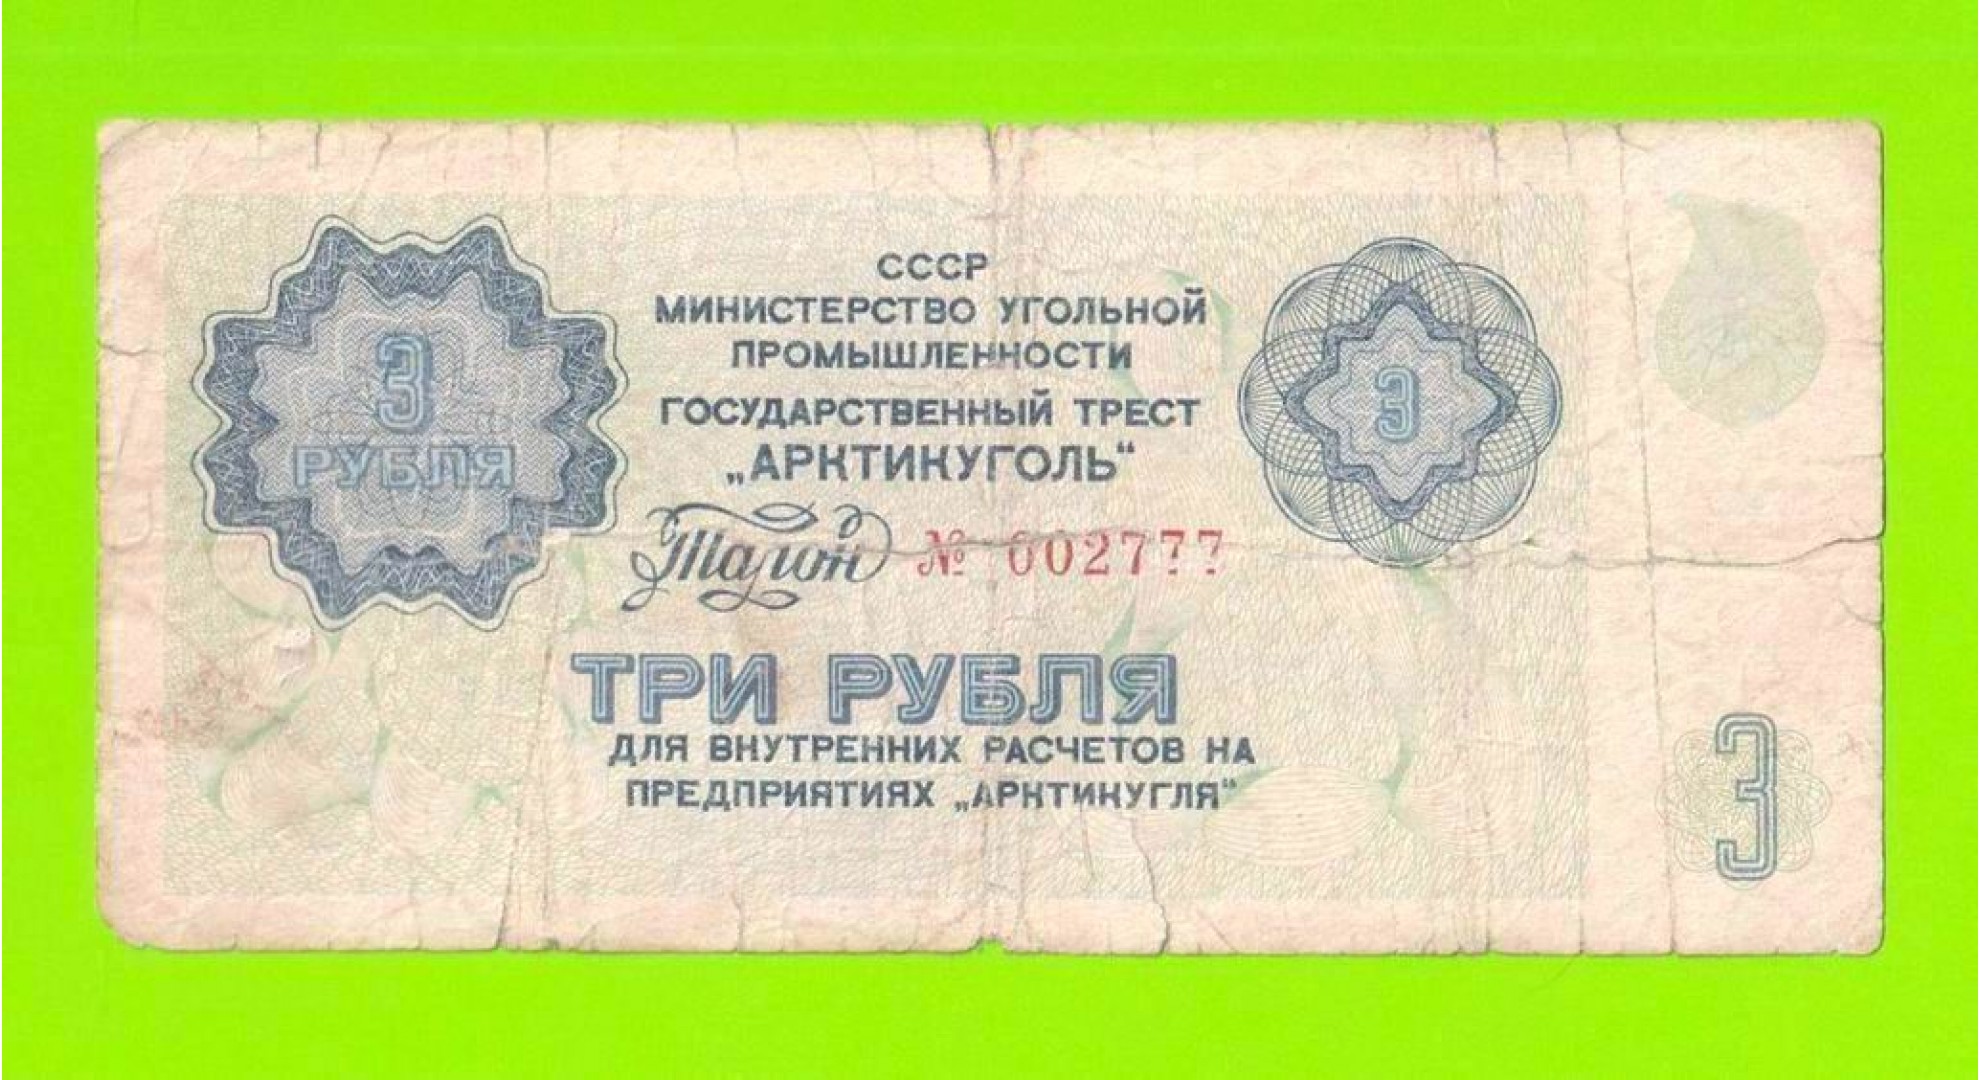 СССР
МИНИСТЕРСТВО УГОЛЬНОЙ
ПРОМЫШЛЕННОСТИ
ГОСУДАРСТВЕННЫЙ ТРЕСТ
„АРКТИКУГОЛЬ“
Талон № 0027??
3
РУБЛЯ
3
ТРИ РУБЛЯ
ДЛЯ ВНУТРЕННИХ РАСЧЕТОВ НА
ПРЕДПРИЯТИЯХ „АРКТИКУГЛЯ“
3